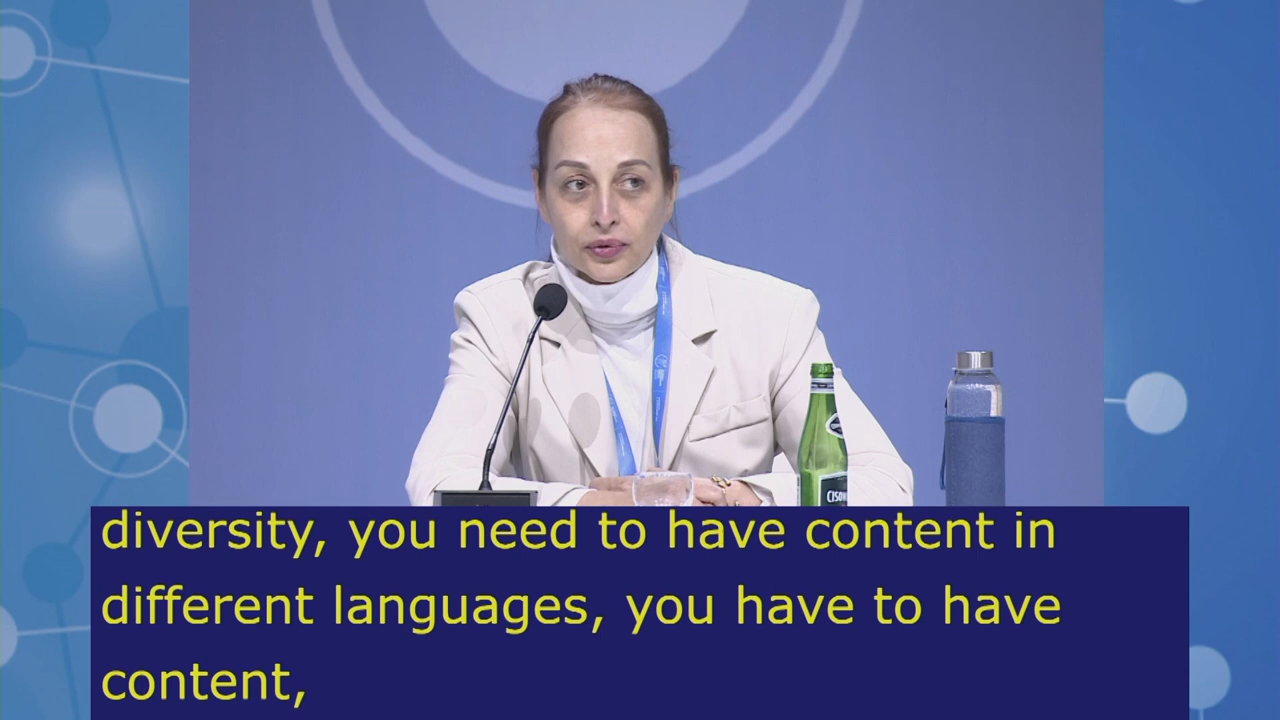 diversity, you need to have content in
different languages, you have to have
content,